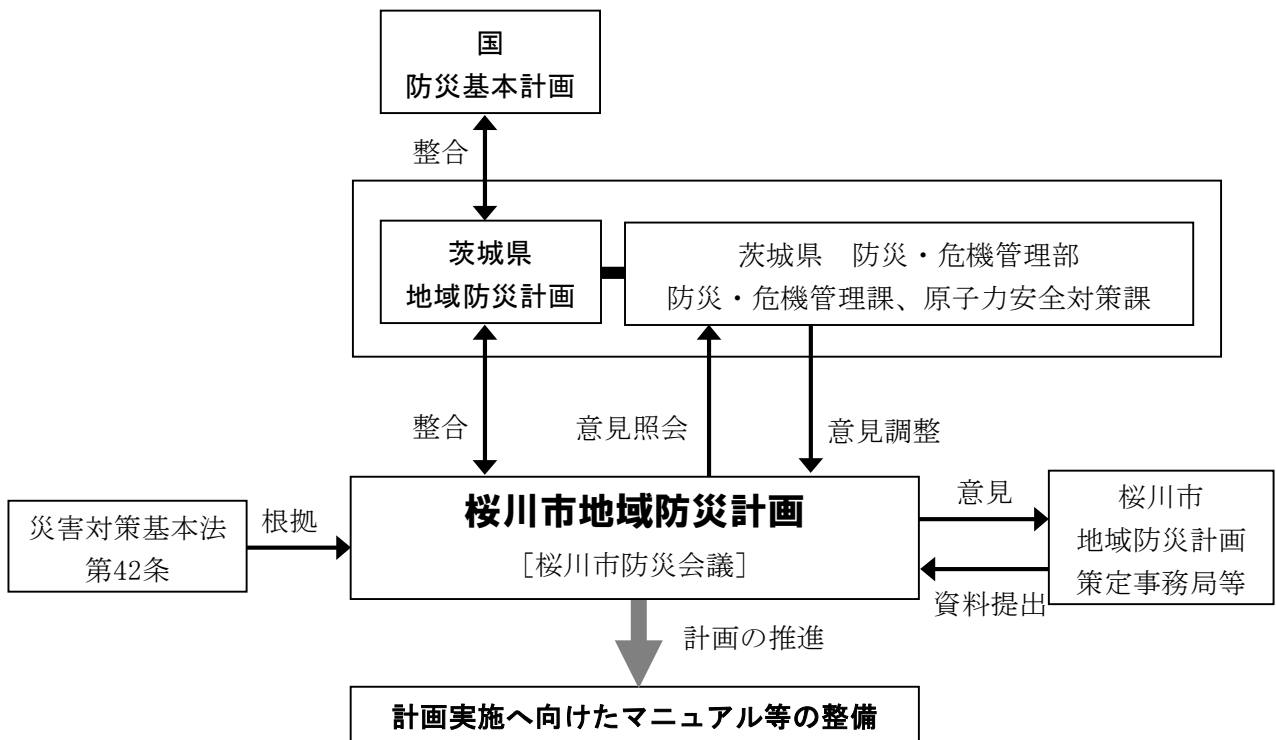 国
防災基本計画
整合
茨城県
地域防災計画
茨城県　防災・危機管理部
防災・危機管理課、原子力安全対策課
整合
意見照会
意見調整
災害対策基本法
第42条
根拠
桜川市地域防災計画
［桜川市防災会議］
意見
資料提出
桜川市
地域防災計画
策定事務局等
計画の推進
計画実施へ向けたマニュアル等の整備